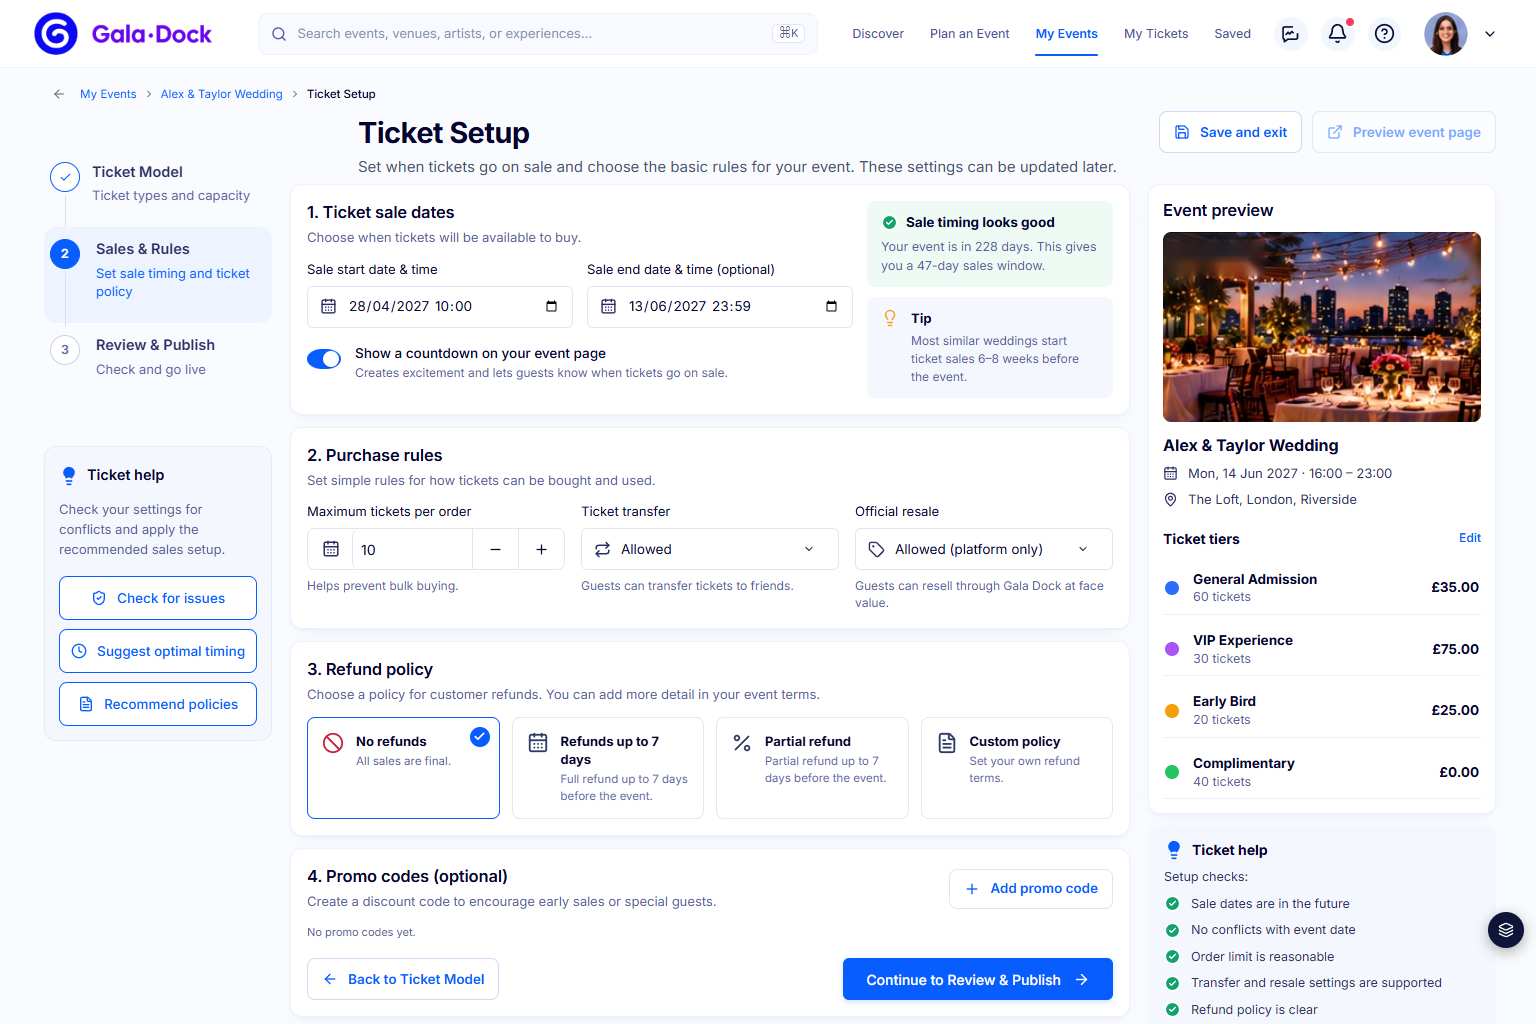 Gala·Dock
Search events, venues, artists, or experiences...
⌘K
Discover
Plan an Event
My Events
My Tickets
Saved
My Events
Alex & Taylor Wedding
Ticket Setup
Ticket Setup
Set when tickets go on sale and choose the basic rules for your event. These settings can be updated later.
Save and exit
Preview event page
Ticket Model
Ticket types and capacity
2
Sales & Rules
Set sale timing and ticket
policy
3
Review & Publish
Check and go live
Ticket help
Check your settings for
conflicts and apply the
recommended sales setup.
Check for issues
Suggest optimal timing
Recommend policies
1. Ticket sale dates
Choose when tickets will be available to buy.
Sale start date & time
28/04/2027 10:00
Sale end date & time (optional)
13/06/2027 23:59
Show a countdown on your event page
Creates excitement and lets guests know when tickets go on sale.
Sale timing looks good
Your event is in 228 days. This gives
you a 47-day sales window.
Tip
Most similar weddings start
ticket sales 6–8 weeks before
the event.
2. Purchase rules
Set simple rules for how tickets can be bought and used.
Maximum tickets per order
10
Helps prevent bulk buying.
Ticket transfer
Allowed
Guests can transfer tickets to friends.
Official resale
Allowed (platform only)
Guests can resell through Gala Dock at face
value.
3. Refund policy
Choose a policy for customer refunds. You can add more detail in your event terms.
No refunds
All sales are final.
Refunds up to 7
days
Full refund up to 7 days
before the event.
Partial refund
Partial refund up to 7
days before the event.
Custom policy
Set your own refund
terms.
4. Promo codes (optional)
Create a discount code to encourage early sales or special guests.
Add promo code
No promo codes yet.
Back to Ticket Model
Continue to Review & Publish
Event preview
Alex & Taylor Wedding
Mon, 14 Jun 2027 · 16:00 – 23:00
The Loft, London, Riverside
Ticket tiers
Edit
General Admission
60 tickets
£35.00
VIP Experience
30 tickets
£75.00
Early Bird
20 tickets
£25.00
Complimentary
40 tickets
£0.00
Ticket help
Setup checks:
Sale dates are in the future
No conflicts with event date
Order limit is reasonable
Transfer and resale settings are supported
Refund policy is clear